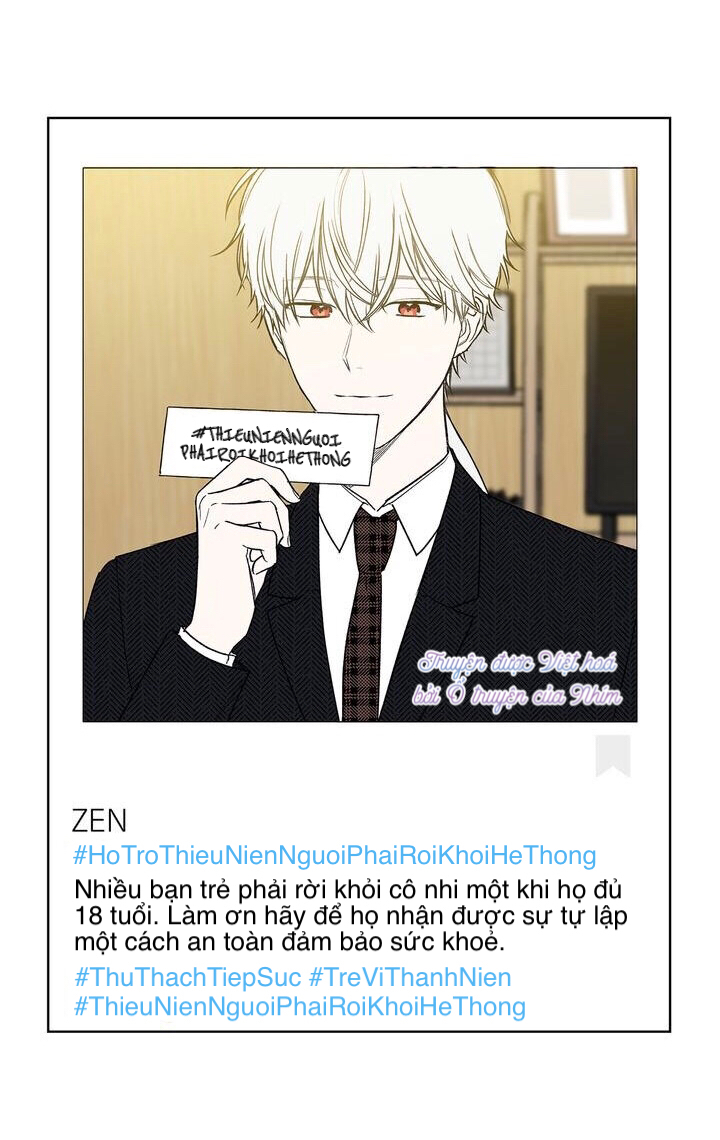 #THIEUNIENNGUOI
PHAIROIKHOIHETHONG
Truyện được Việt hoá
bởi Ổ truyện của Nhím
ZEN
#HoTroThieuNienNguoiPhaiRoiKhoiHeThong
Nhiều bạn trẻ phải rời khỏi cô nhi một khi họ đủ
18 tuổi. Làm ơn hãy để họ nhận được sự tự lập
một cách an toàn đảm bảo sức khoẻ.
#ThuThachTiepSuc #TreViThanhNien
#ThieuNienNguoiPhaiRoiKhoiHeThong